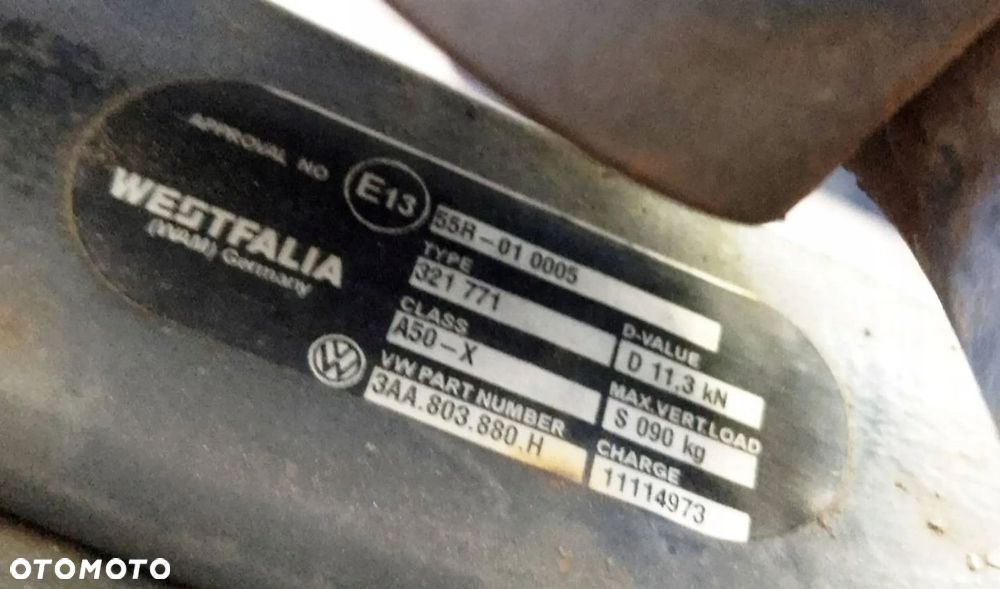 APPROVAL NO
E13
55R-01 0005
WESTFALIA
(WAM) Germany
TYPE
321 771
D-VALUE
D 11,3 kN
CLASS
A50-X
MAX.VERT.LOAD
S 090 kg
VW PART NUMBER
3AA.803.880.H
CHARGE
11114973
OTOMOTO